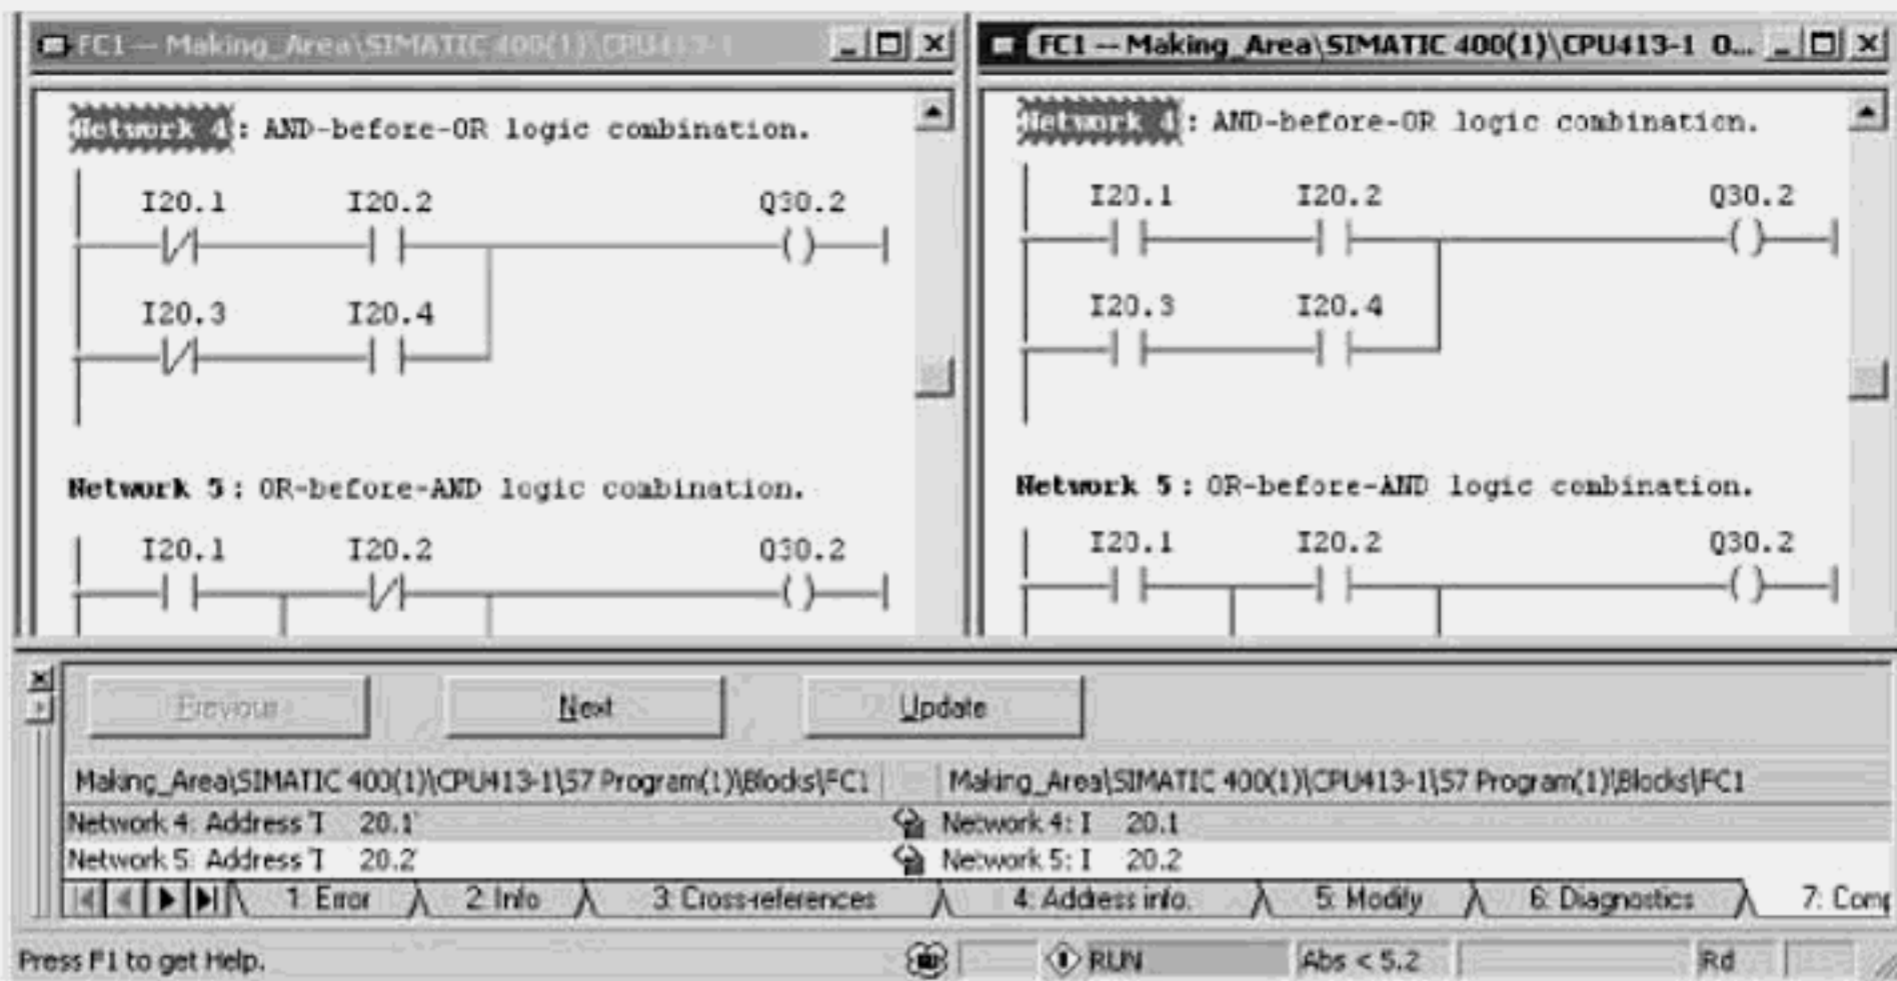 FC1 -- Making_Area\SIMATIC 400(1)\CPU413-1
Network 4: AND-before-OR logic combination.
I20.1 I20.2 Q30.2
I20.3 I20.4
Network 5: OR-before-AND logic combination.
I20.1 I20.2 Q30.2
FC1 -- Making_Area\SIMATIC 400(1)\CPU413-1 O...
Network 4: AND-before-OR logic combination.
I20.1 I20.2 Q30.2
I20.3 I20.4
Network 5: OR-before-AND logic combination.
I20.1 I20.2 Q30.2
Previous Next Update
Making_Area\SIMATIC 400(1)\CPU413-1\S7 Program(1)\Blocks\FC1 Making_Area\SIMATIC 400(1)\CPU413-1\S7 Program(1)\Blocks\FC1
Network 4: Address 'I 20.1' Network 4: I 20.1
Network 5: Address 'I 20.2' Network 5: I 20.2
1: Error 2: Info 3: Cross-references 4: Address info. 5: Modify 6: Diagnostics 7: Comp
Press F1 to get Help. RUN Abs < 5.2 Rd